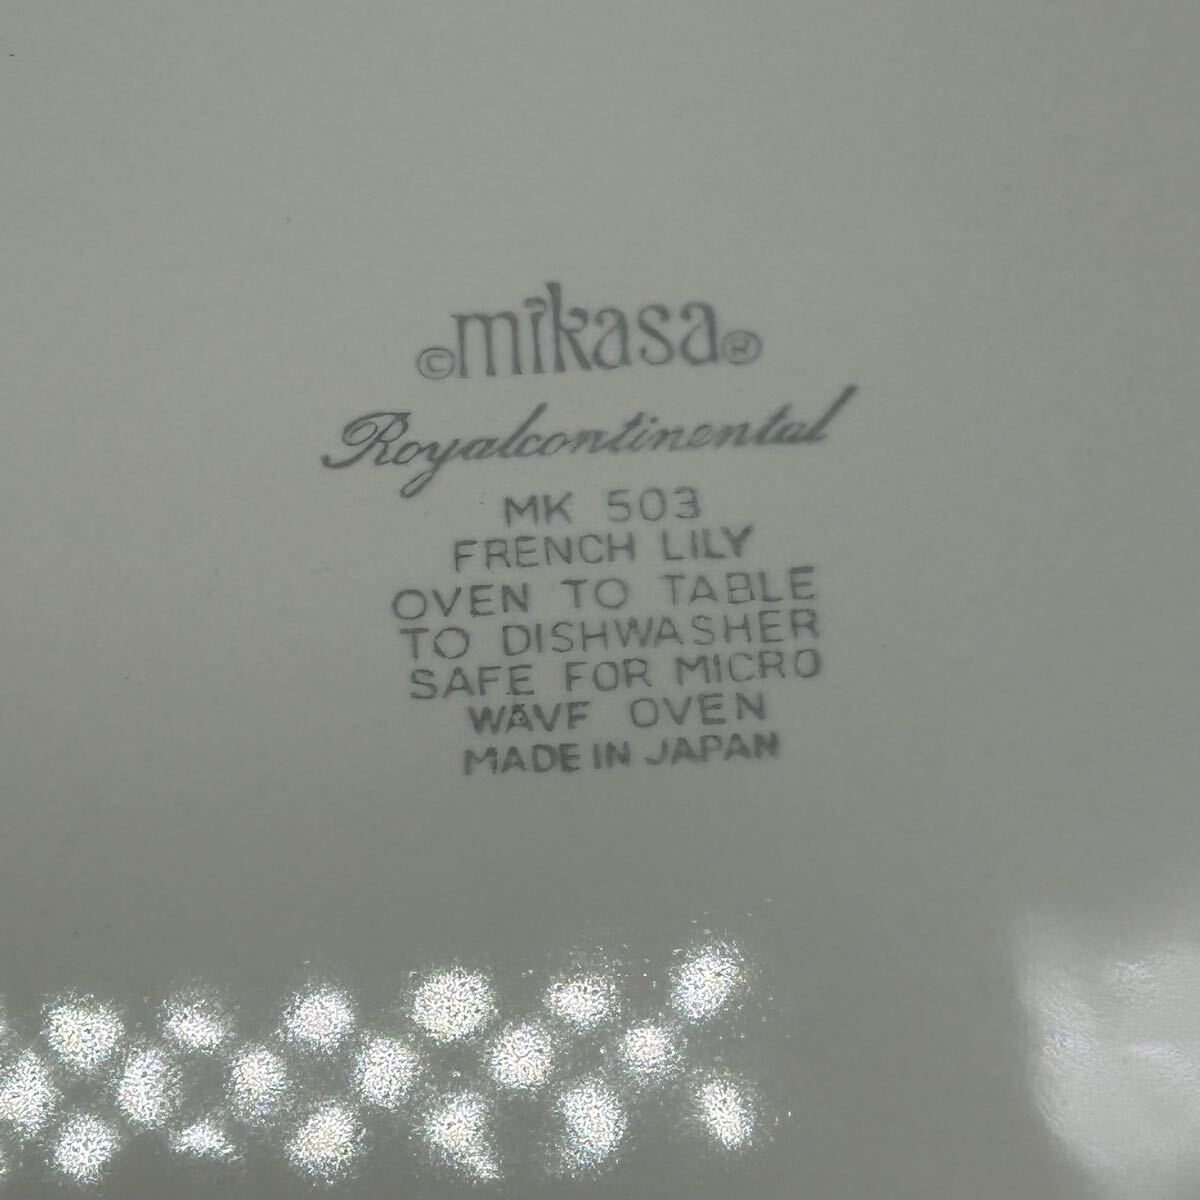 ©mikasa®
Royalcontinental
MK 503
FRENCH LILY
OVEN TO TABLE
TO DISHWASHER
SAFE FOR MICRO
WAVE OVEN
MADE IN JAPAN